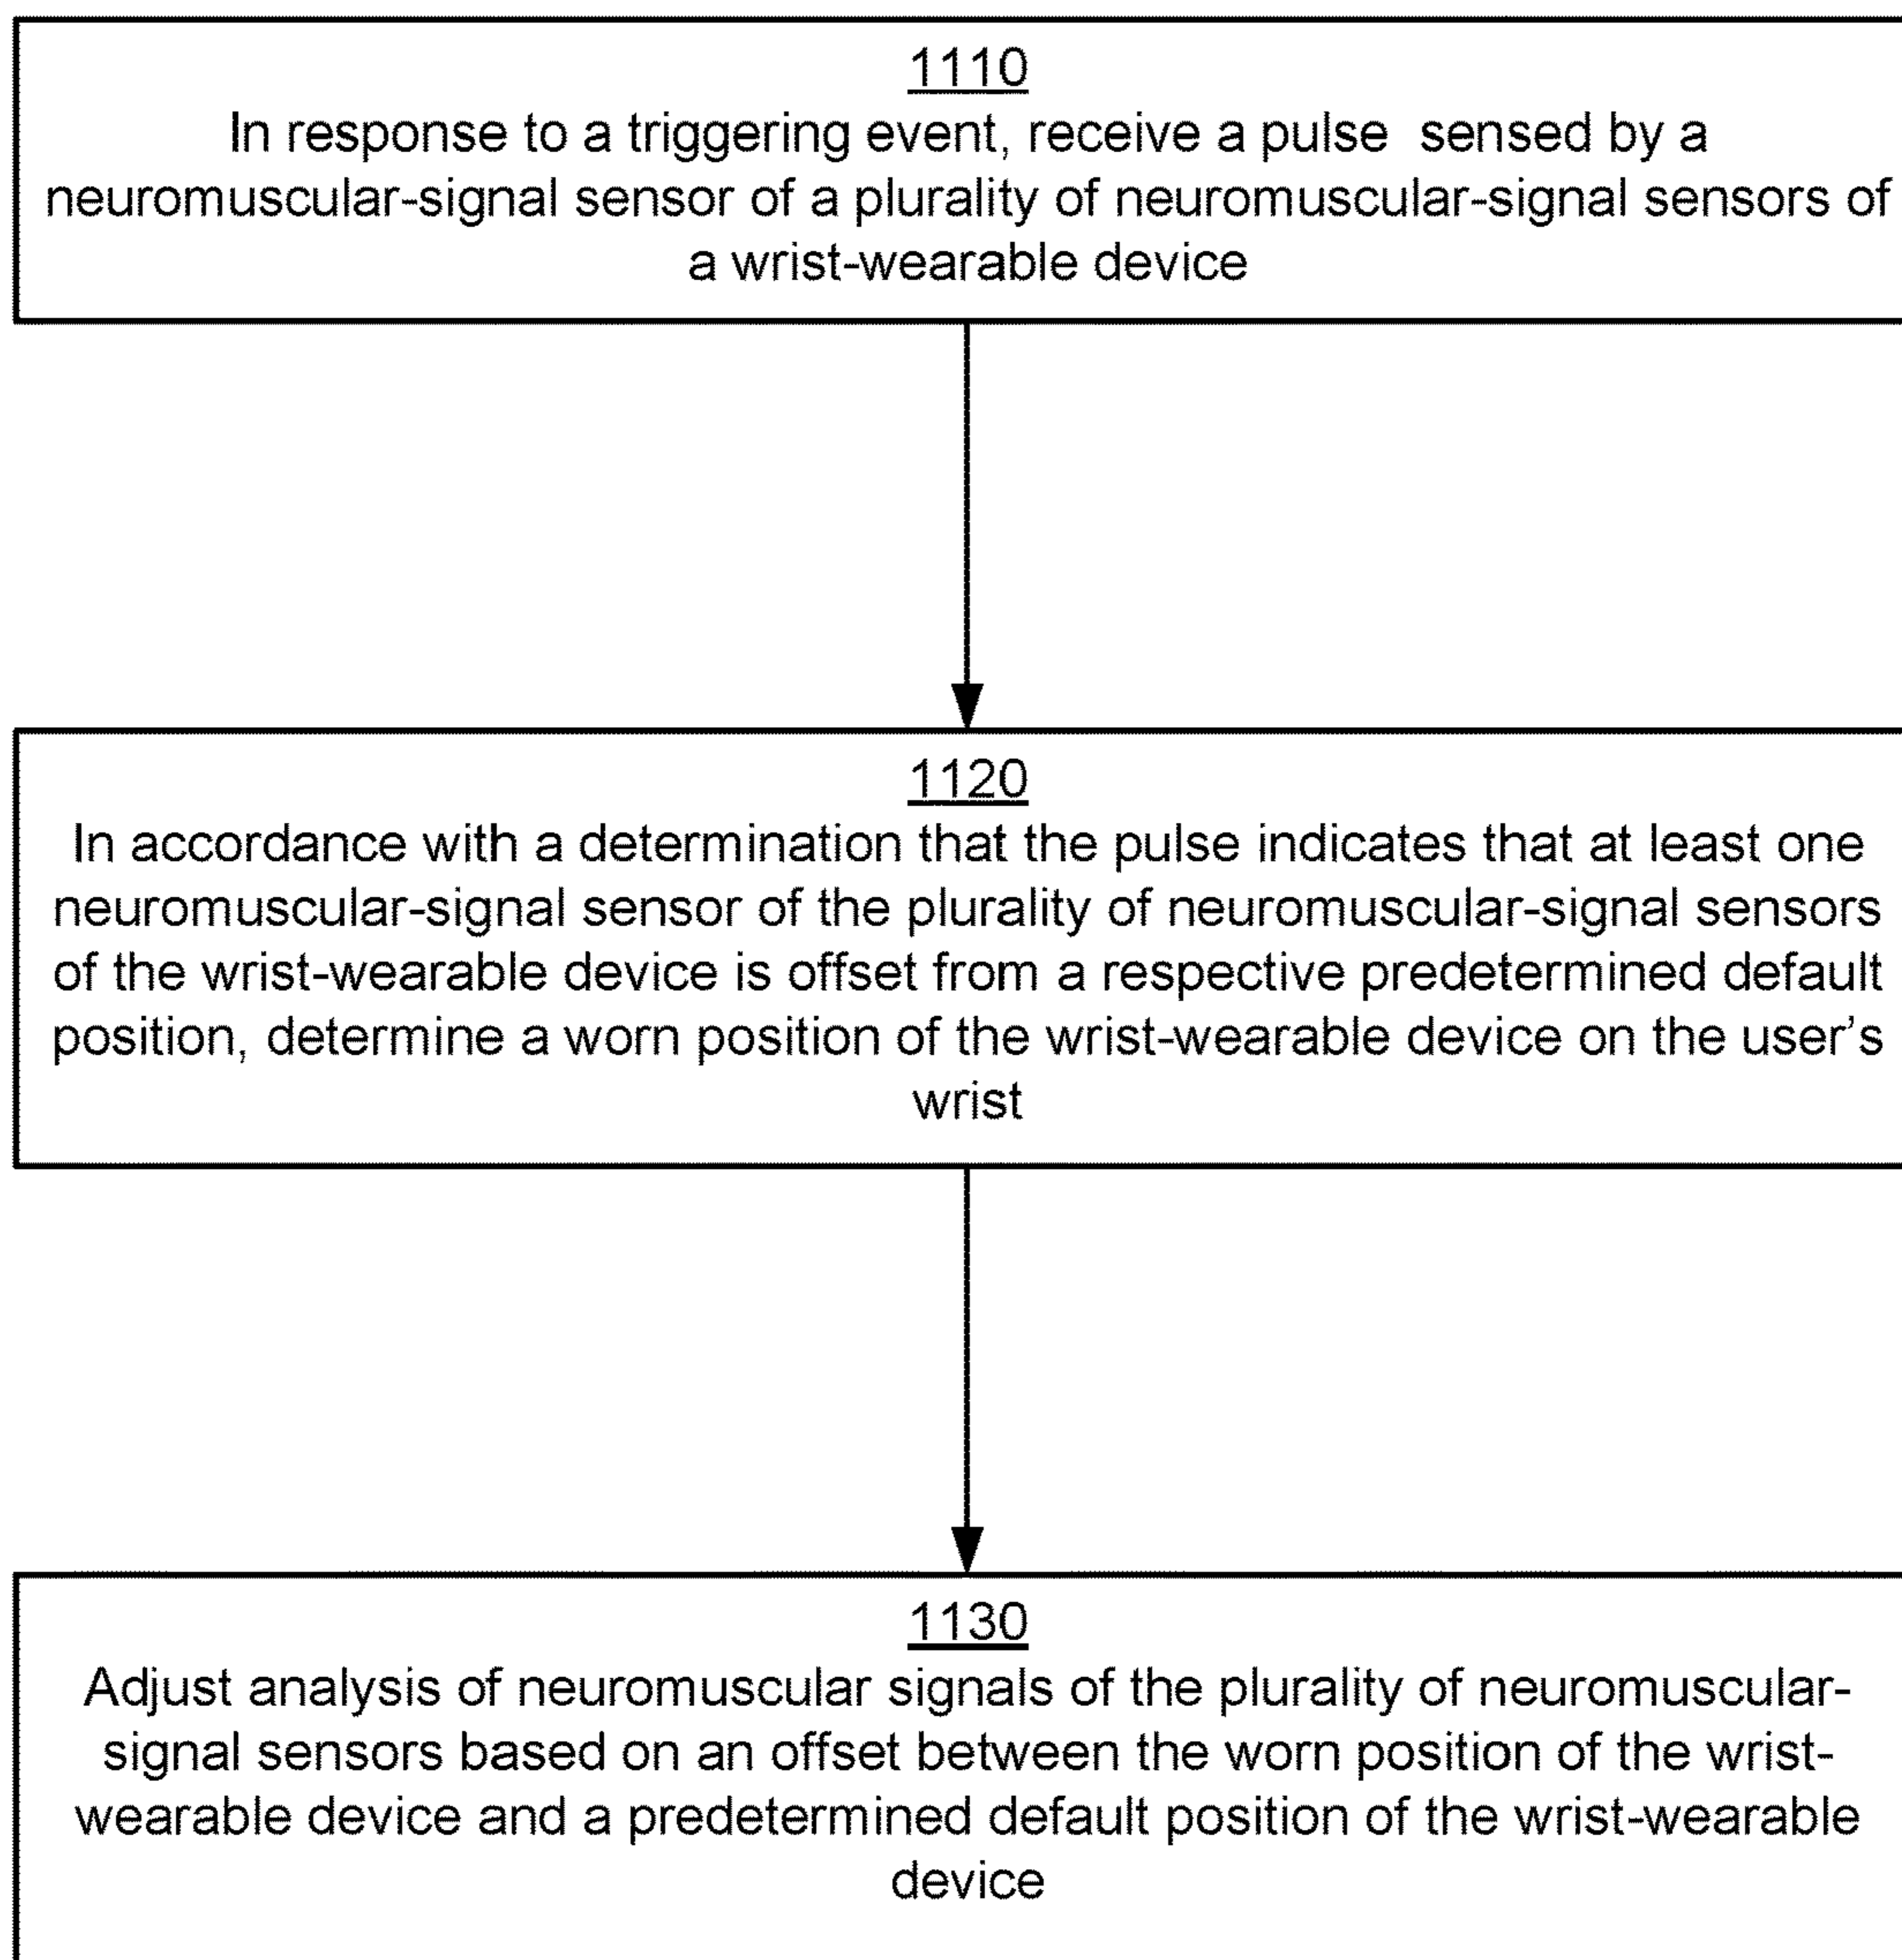 1110
In response to a triggering event, receive a pulse  sensed by a
neuromuscular-signal sensor of a plurality of neuromuscular-signal sensors of
a wrist-wearable device
1120
In accordance with a determination that the pulse indicates that at least one
neuromuscular-signal sensor of the plurality of neuromuscular-signal sensors
of the wrist-wearable device is offset from a respective predetermined default
position, determine a worn position of the wrist-wearable device on the user’s
wrist
1130
Adjust analysis of neuromuscular signals of the plurality of neuromuscular-
signal sensors based on an offset between the worn position of the wrist-
wearable device and a predetermined default position of the wrist-wearable
device